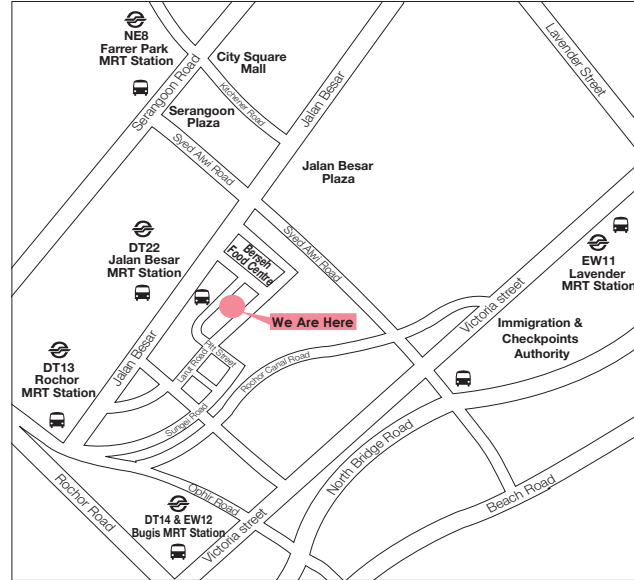 NE8
Farrer Park
MRT Station
City Square
Mall
Serangoon Road
Kitchener Road
Jalan Besar
Lavender Street
Serangoon
Plaza
Syed Alwi Road
Jalan Besar
Plaza
DT22
Jalan Besar
MRT Station
Berseh
Food Centre
Syed Alwi Road
EW11
Lavender
MRT Station
Victoria street
We Are Here
Immigration &
Checkpoints
Authority
Jalan Besar
Pitt Street
Larut Road
Rochor Canal Road
DT13
Rochor
MRT Station
Sungei Road
North Bridge Road
Rochor Road
Ophir Road
Beach Road
DT14 & EW12
Bugis MRT Station
Victoria street